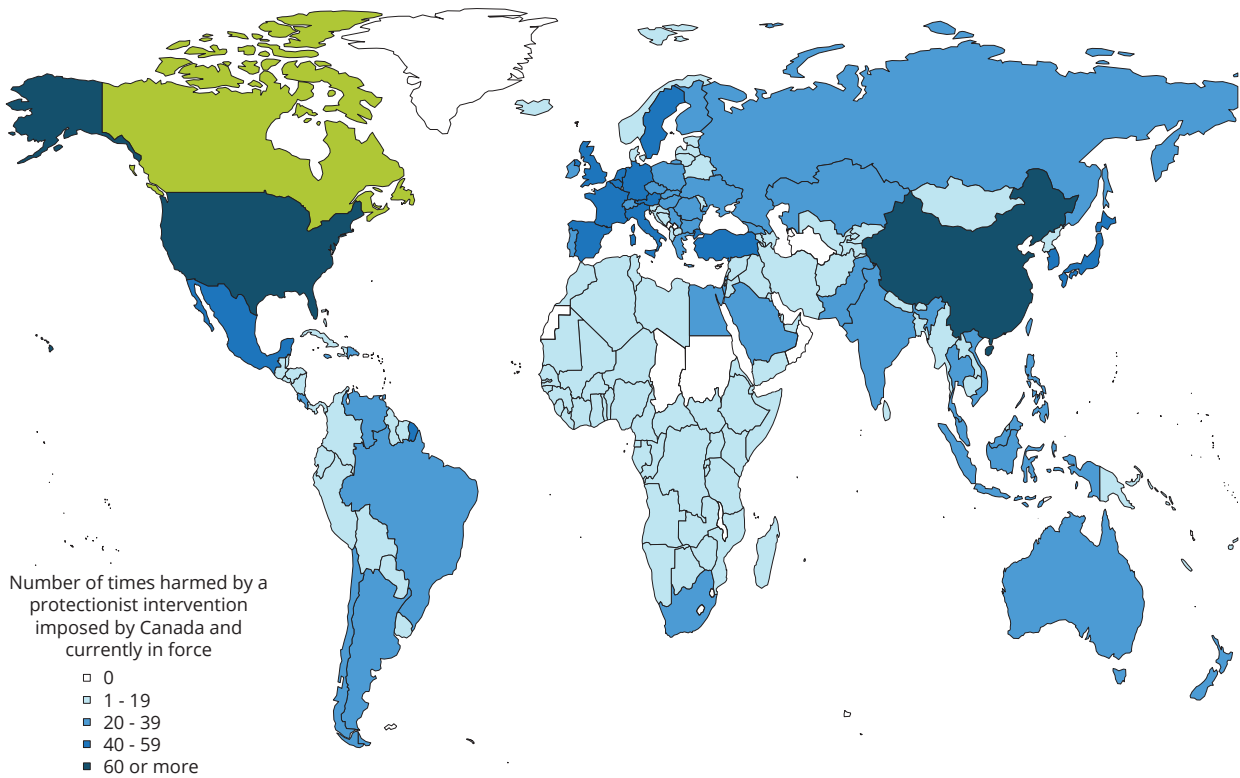 Number of times harmed by a
protectionist intervention
imposed by Canada and
currently in force
0
1 - 19
20 - 39
40 - 59
60 or more